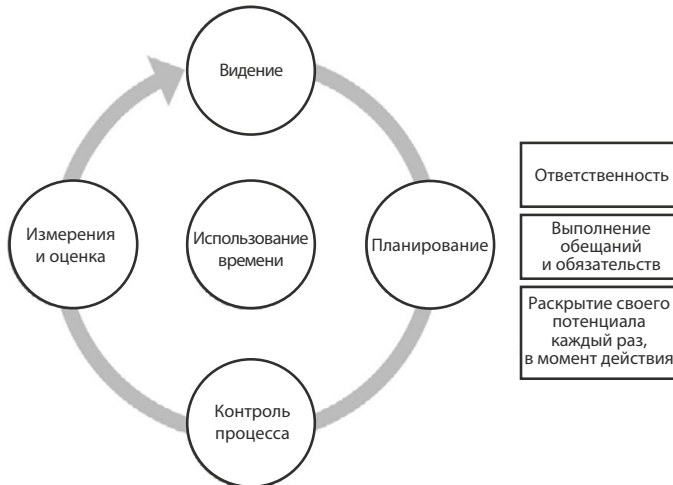 Видение
Измерения
и оценка
Использование
времени
Планирование
Контроль
процесса
Ответственность
Выполнение
обещаний
и обязательств
Раскрытие своего
потенциала
каждый раз,
в момент действия